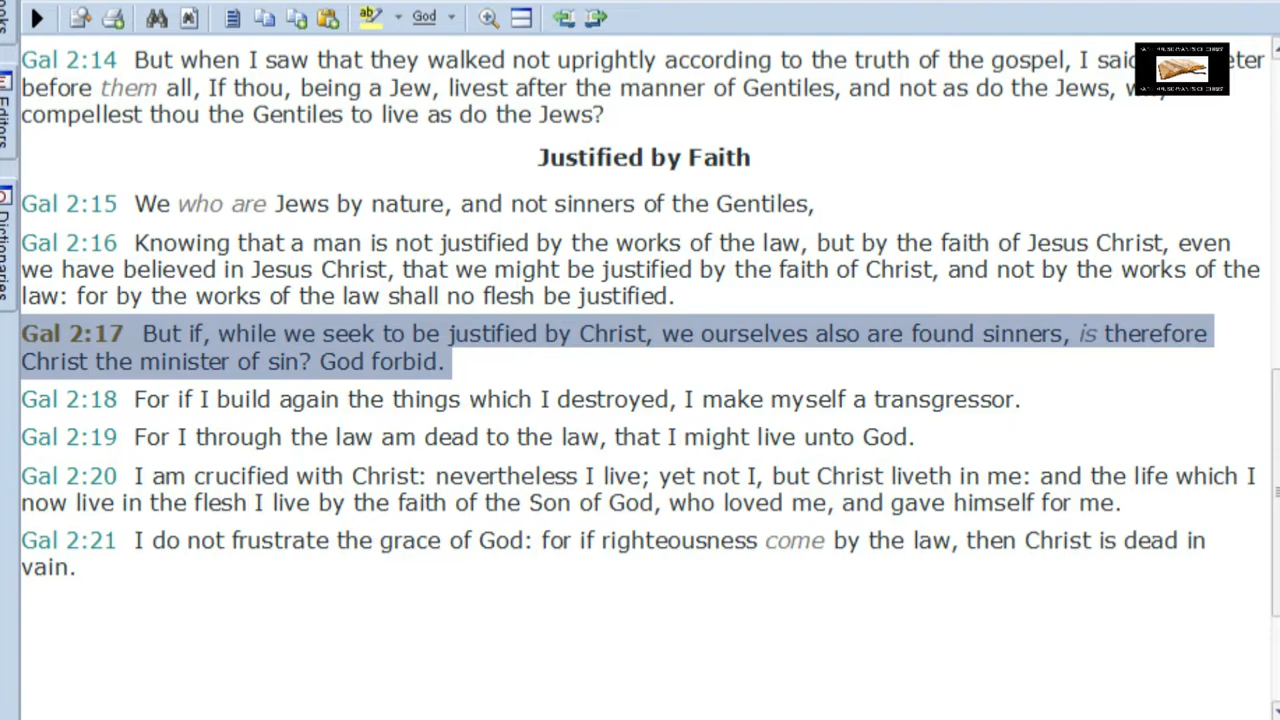 ooks
Editors
Dictionaries
ab
God
Gal 2:14 But when I saw that they walked not uprightly according to the truth of the gospel, I said
before them all, If thou, being a Jew, livest after the manner of Gentiles, and not as do the Jews,
compellest thou the Gentiles to live as do the Jews?
Justified by Faith
Gal 2:15 We who are Jews by nature, and not sinners of the Gentiles,
Gal 2:16 Knowing that a man is not justified by the works of the law, but by the faith of Jesus Christ, even
we have believed in Jesus Christ, that we might be justified by the faith of Christ, and not by the works of the
law: for by the works of the law shall no flesh be justified.
Gal 2:17 But if, while we seek to be justified by Christ, we ourselves also are found sinners, is therefore
Christ the minister of sin? God forbid.
Gal 2:18 For if I build again the things which I destroyed, I make myself a transgressor.
Gal 2:19 For I through the law am dead to the law, that I might live unto God.
Gal 2:20 I am crucified with Christ: nevertheless I live; yet not I, but Christ liveth in me: and the life which I
now live in the flesh I live by the faith of the Son of God, who loved me, and gave himself for me.
Gal 2:21 I do not frustrate the grace of God: for if righteousness come by the law, then Christ is dead in
vain.